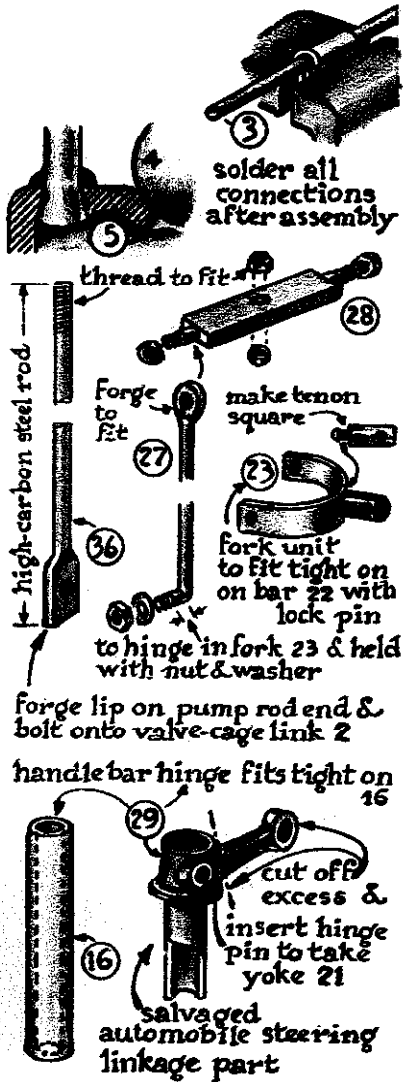 3
solder all
connections
after assembly
5
thread to fit
28
high-carbon steel rod
Forge
to
fit
27
make tenon
square
23
36
fork unit
to fit tight on
on bar 22 with
lock pin
to hinge in fork 23 & held
with nut & washer
forge lip on pump rod end &
bolt onto valve-cage link 2
handle bar hinge fits tight on
16
29
cut off
excess &
insert hinge
pin to take
yoke 21
16
salvaged
automobile steering
linkage part